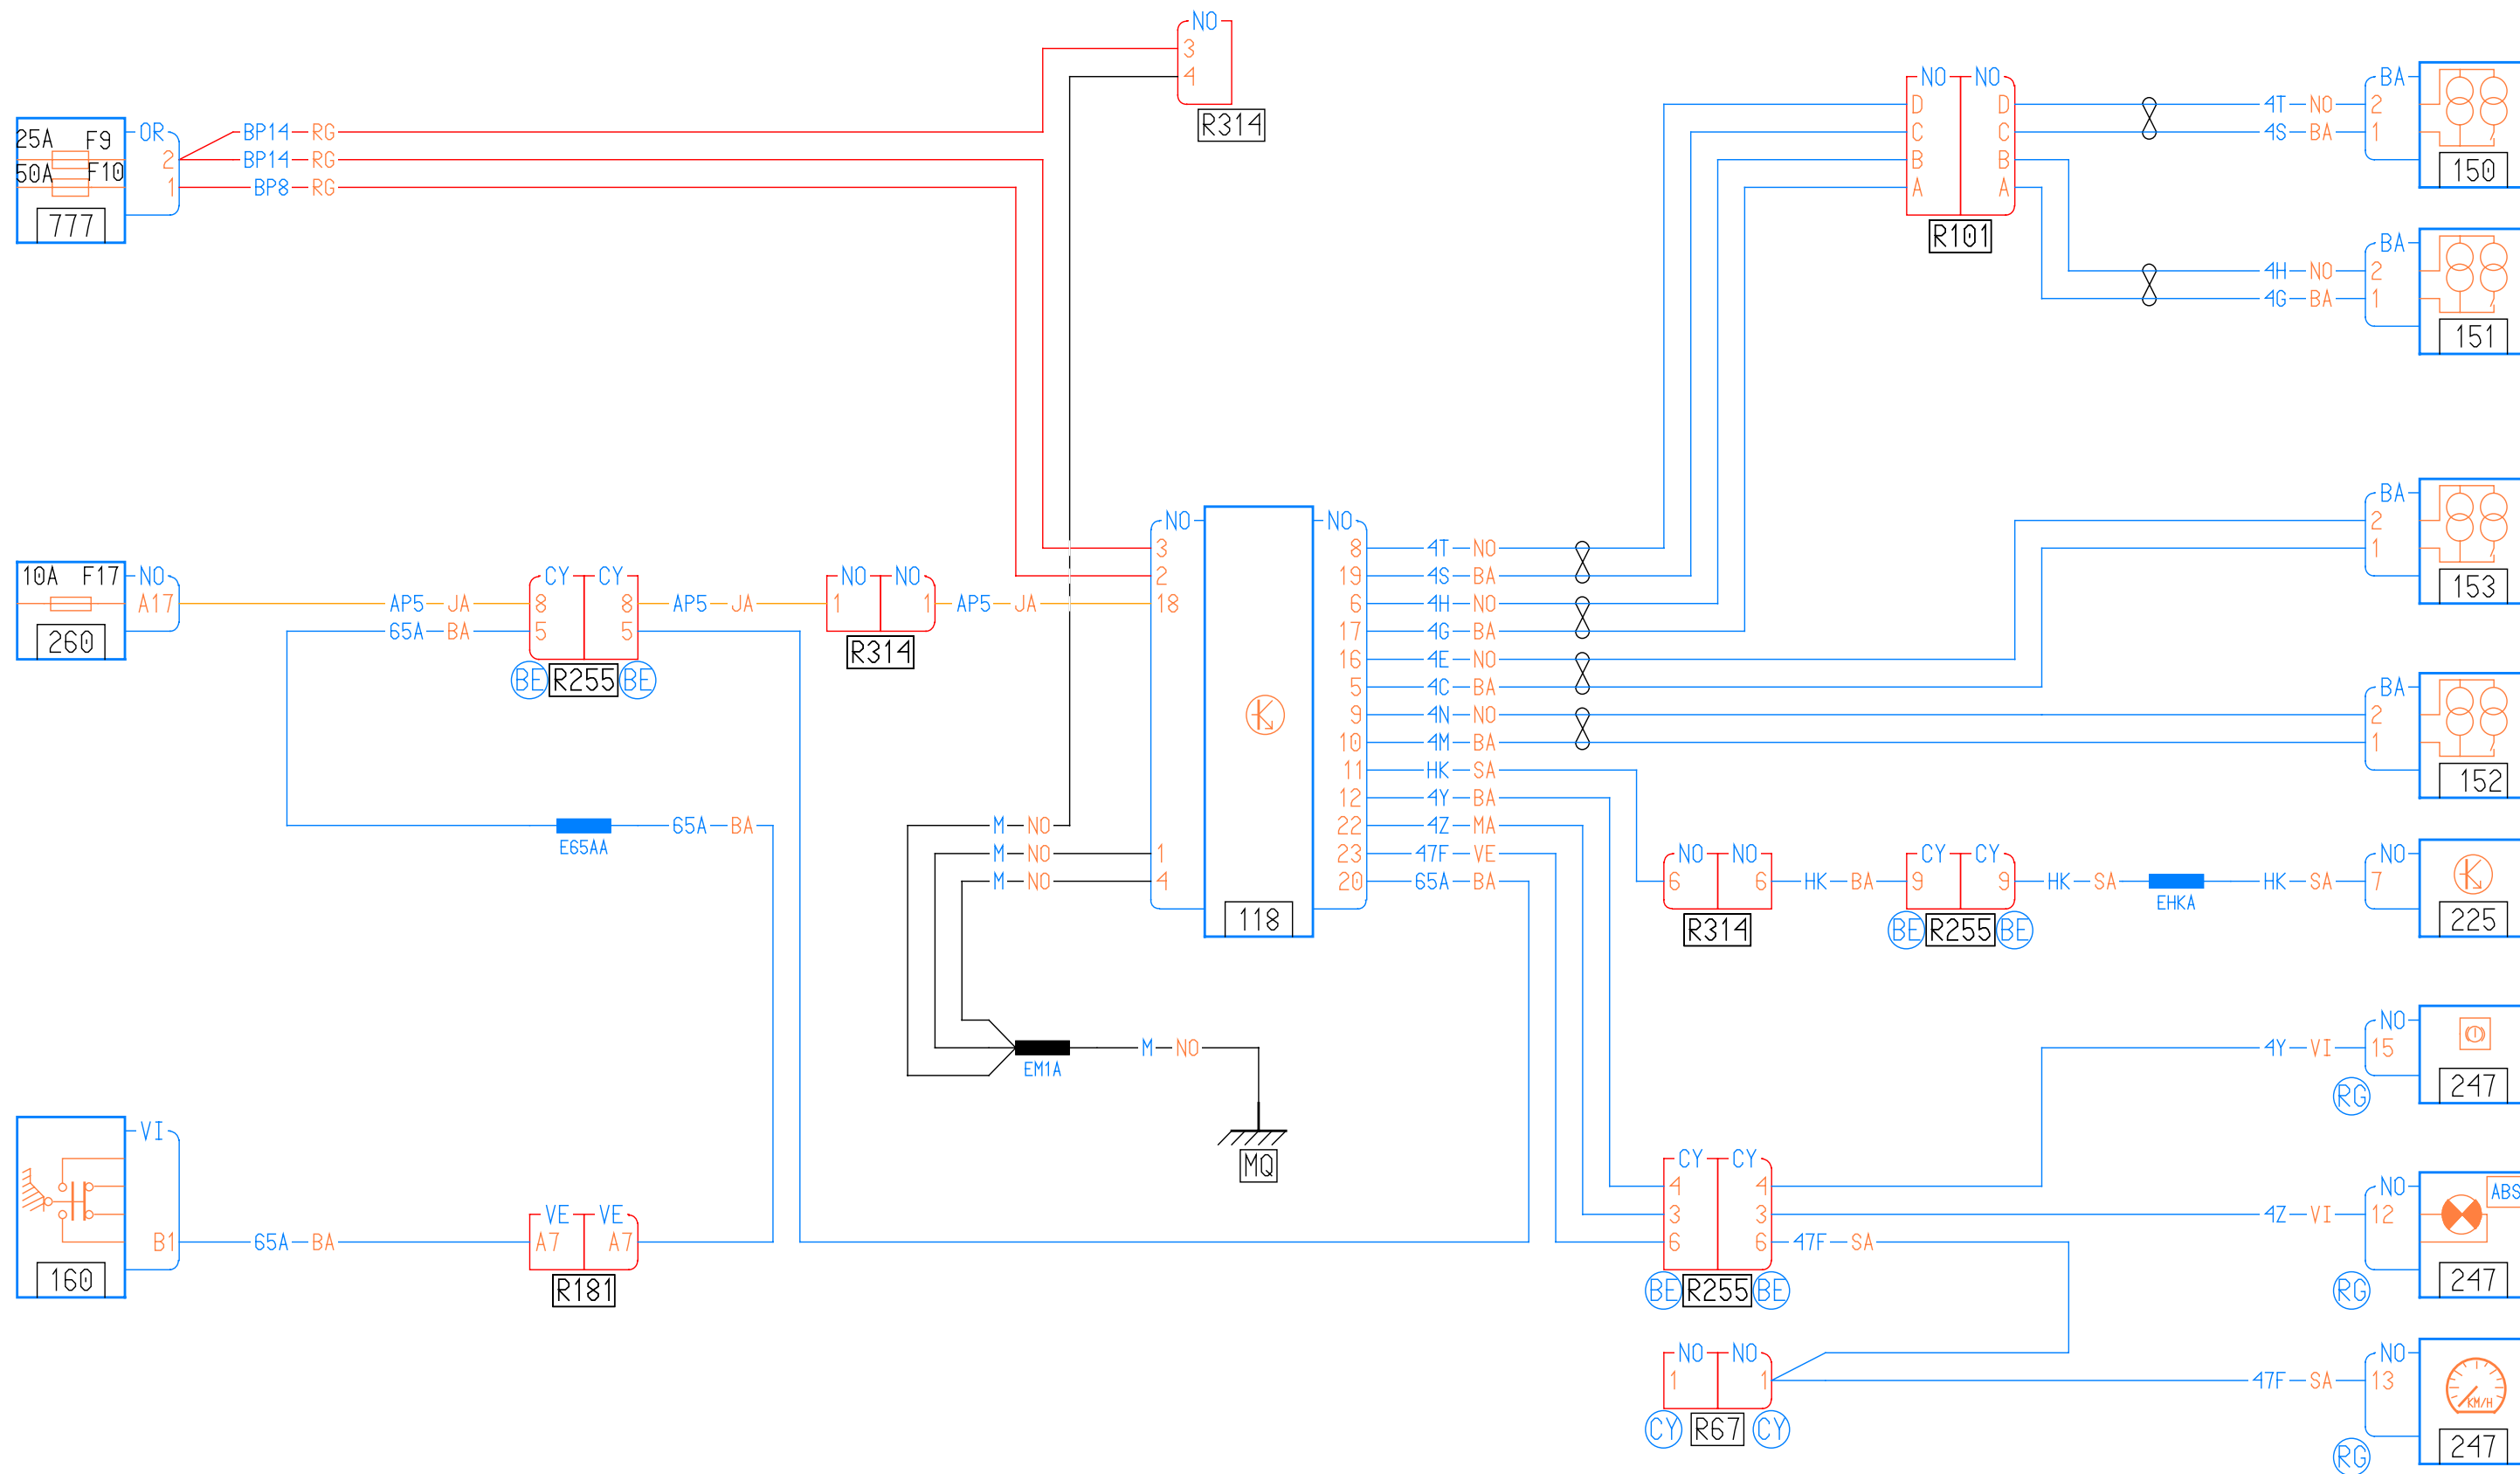 NO
3
4
R314
25A F9
50A F10
777
OR
2
1
BP14 RG
BP14 RG
BP8 RG
NO NO
D D
C C
B B
A A
R101
4T NO
4S BA
BA
2
1
150
4H NO
4G BA
BA
2
1
151
10A F17
260
NO
A17
AP5 JA
65A BA
CY CY
8 8
5 5
BE R255 BE
AP5 JA
NO NO
1 1
R314
AP5 JA
NO
3
2
18
1
4
118
NO
8 4T NO
19 4S BA
6 4H NO
17 4G BA
16 4E NO
5 4C BA
9 4N NO
10 4M BA
11 HK SA
12 4Y BA
22 4Z MA
23 47F VE
20 65A BA
BA
2
1
153
BA
2
1
152
E65AA
65A BA
M NO
M NO
M NO
EM1A
M NO
MQ
NO NO
6 6
R314
HK BA
CY CY
9 9
BE R255 BE
HK SA
EHKA
HK SA
NO
7
225
4Y VI
NO
15
RG
247
160
VI
B1
65A BA
VE VE
A7 A7
R181
CY CY
4 4
3 3
6 6
BE R255 BE
47F SA
4Z VI
NO
12
RG
ABS
247
NO NO
1 1
CY R67 CY
47F SA
NO
13
RG
KM/H
247